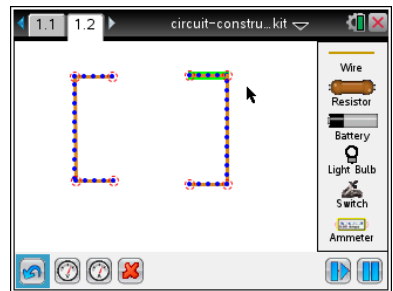 1.1 1.2 circuit-constru...kit
Wire
Resistor
Battery
Light Bulb
Switch
Ammeter